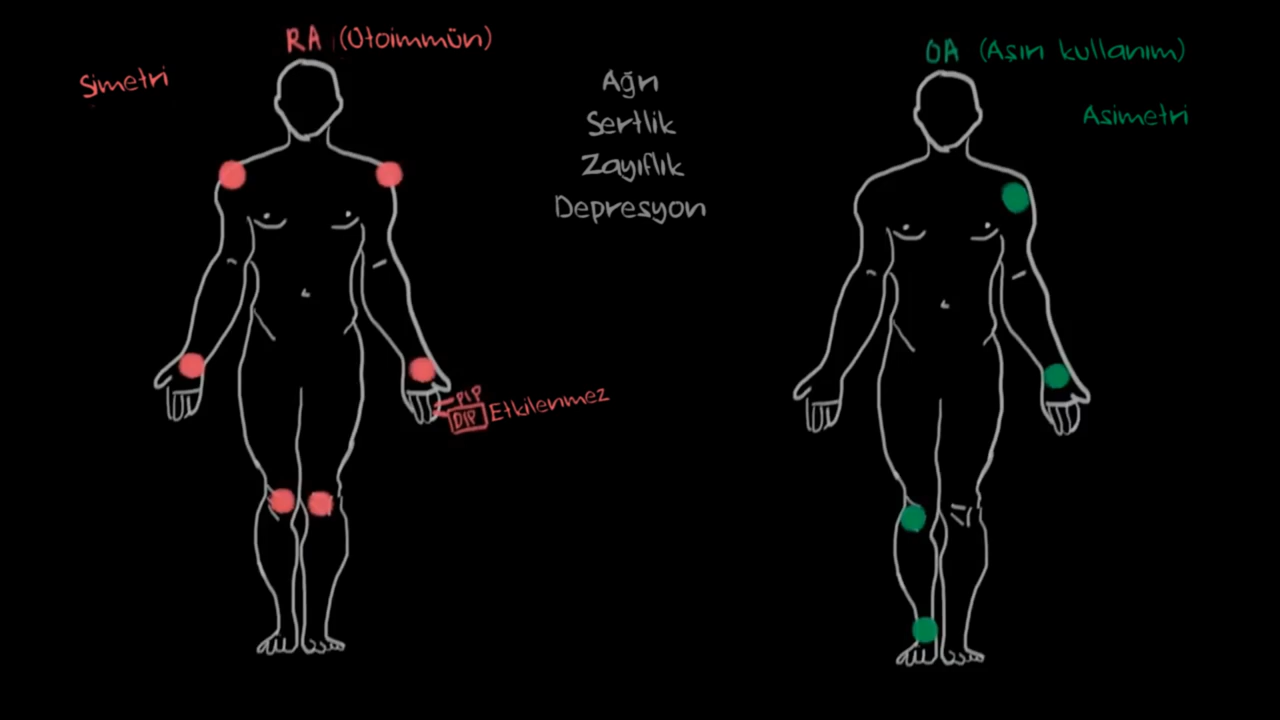 RA (Otoimmün)
Simetri
Ağrı
Sertlik
Zayıflık
Depresyon
PIP
DIP Etkilenmez
OA (Aşırı kullanım)
Asimetri